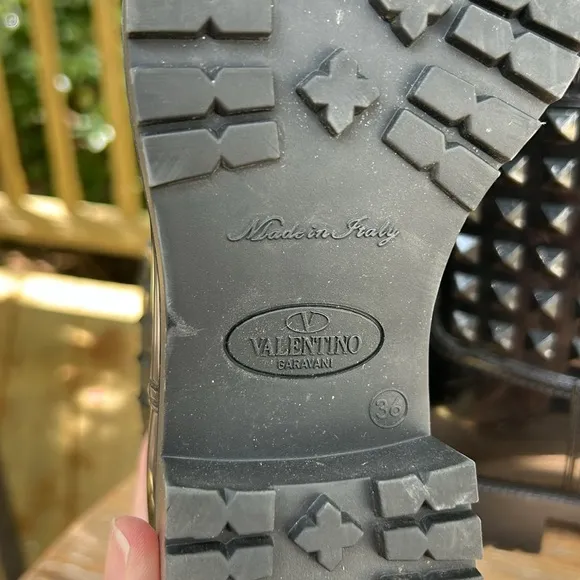 Made in Italy
V
VALENTINO
GARAVANI
36